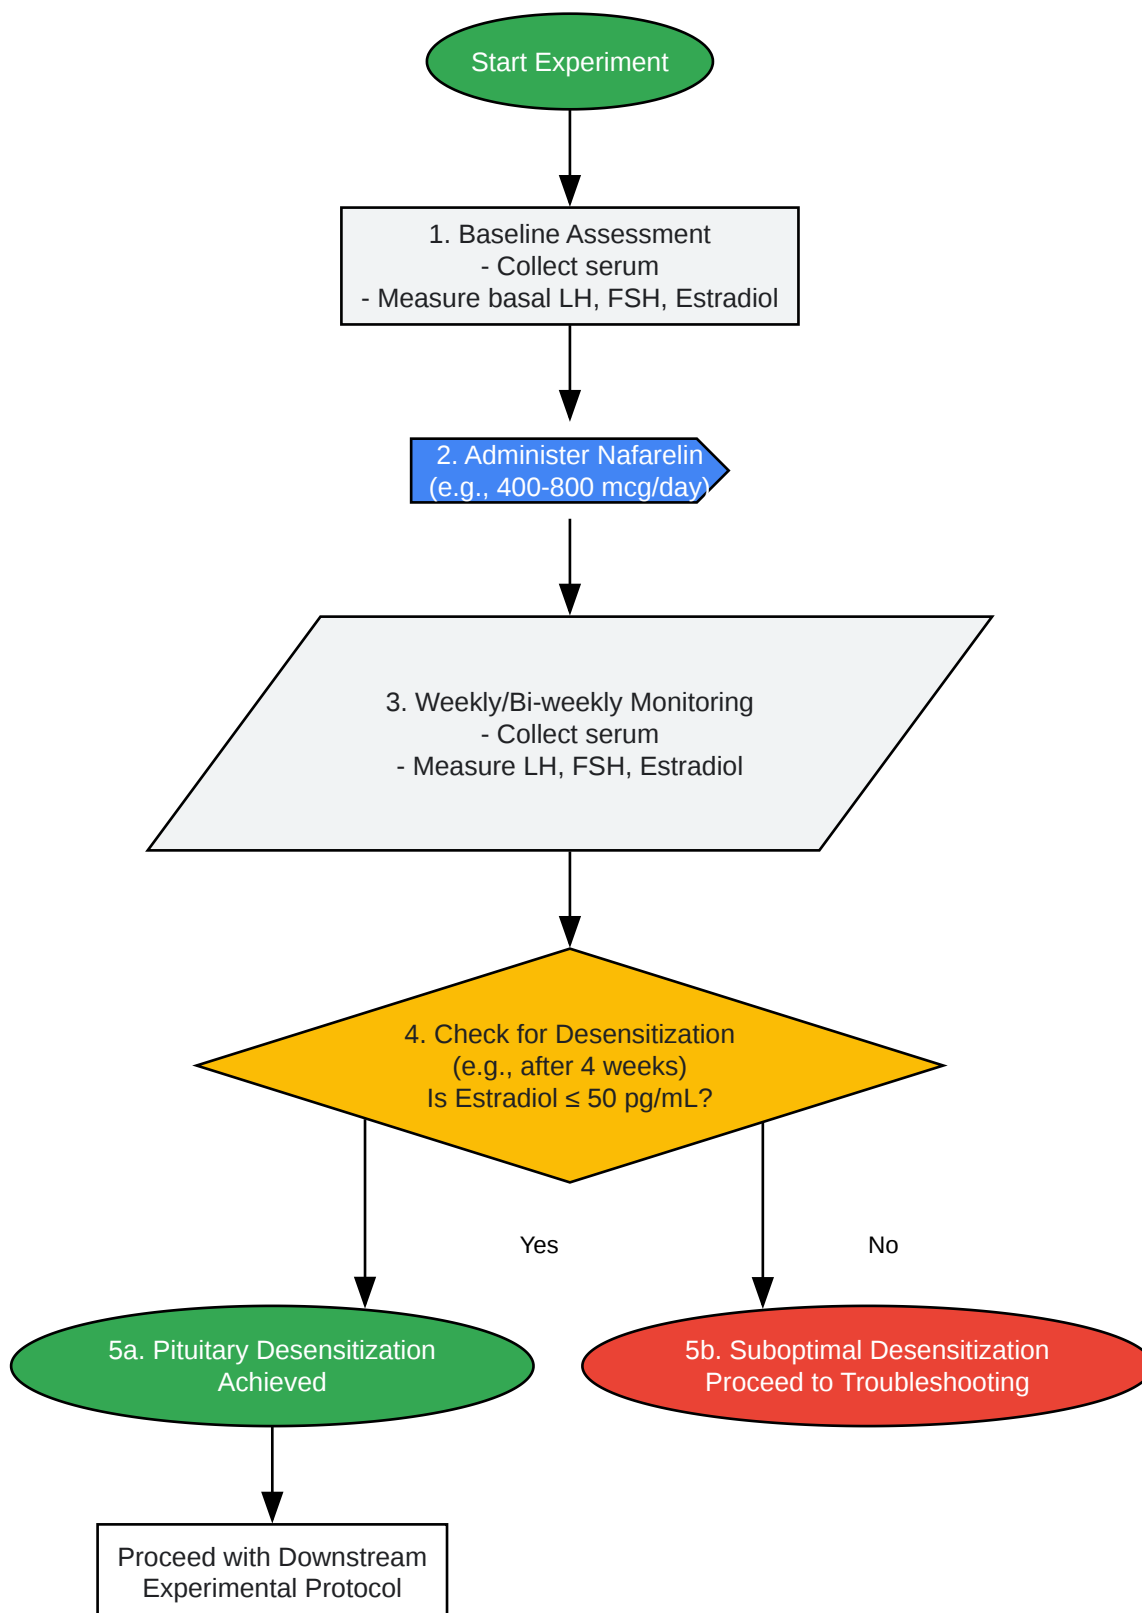 Start Experiment
1. Baseline Assessment
- Collect serum
- Measure basal LH, FSH, Estradiol
2. Administer Nafarelin
(e.g., 400-800 mcg/day)
3. Weekly/Bi-weekly Monitoring
- Collect serum
- Measure LH, FSH, Estradiol
4. Check for Desensitization
(e.g., after 4 weeks)
Is Estradiol ≤ 50 pg/mL?
Yes
No
5a. Pituitary Desensitization
Achieved
5b. Suboptimal Desensitization
Proceed to Troubleshooting
Proceed with Downstream
Experimental Protocol